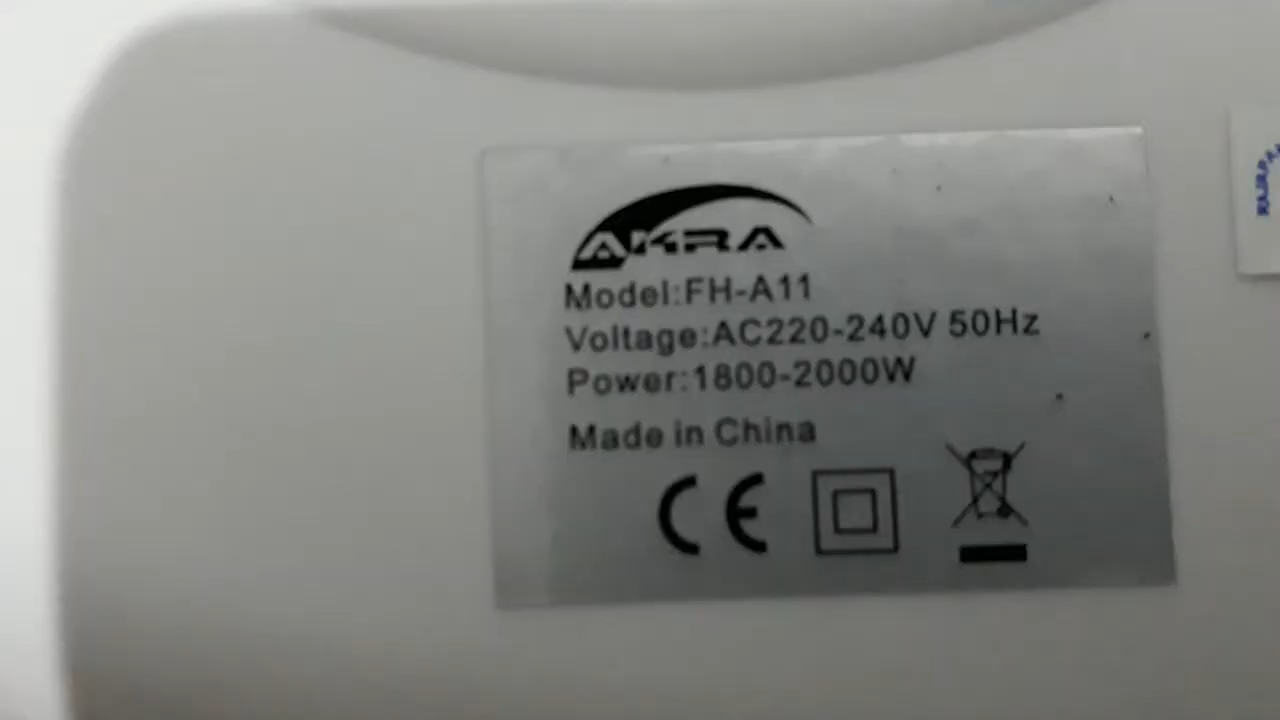 AKRA
Model:FH-A11
Voltage:AC220-240V 50Hz
Power:1800-2000W
Made in China
CE